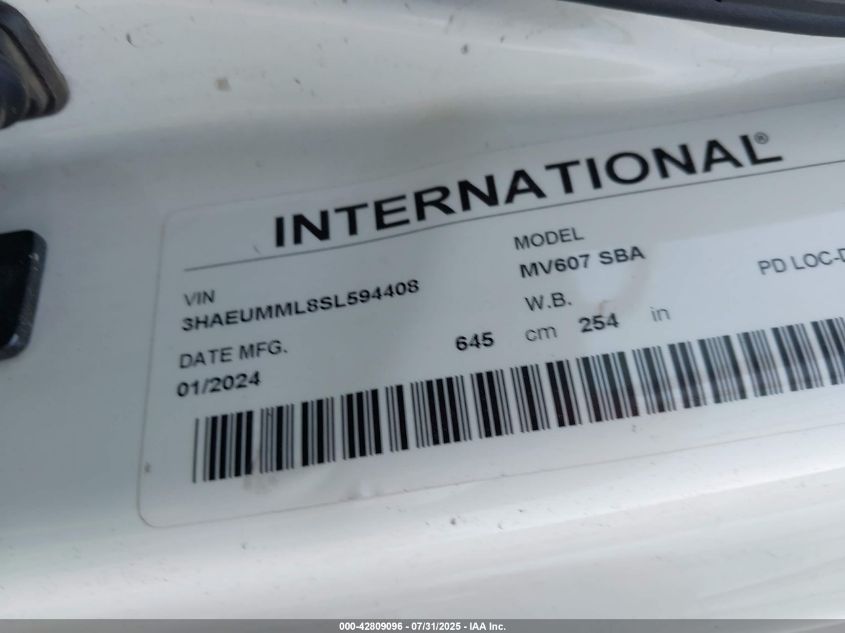 INTERNATIONAL®
VIN
3HAEUMML8SL594408
MODEL
MV607 SBA
PD LOC-D
DATE MFG.
01/2024
W.B.
645 cm 254 in
000-42809096 - 07/31/2025 - IAA Inc.